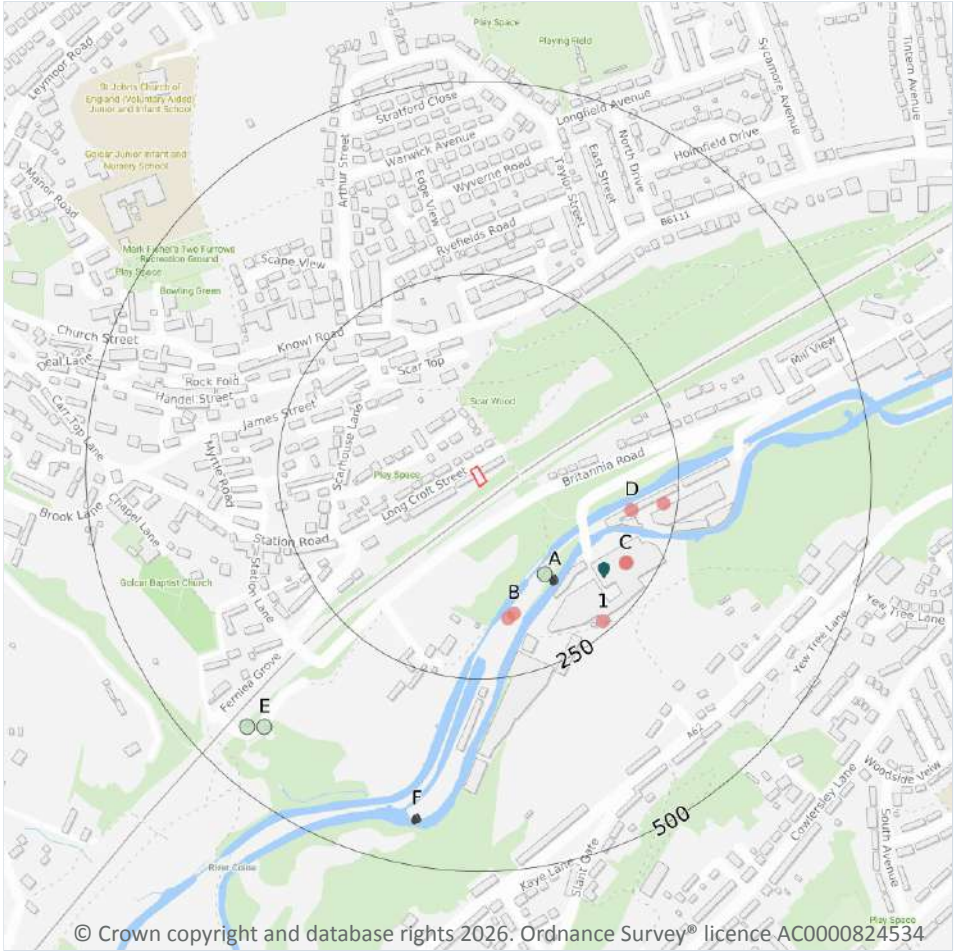 Play Space
Playing Field
Leymoor Road
Sycamore Avenue
Tintern Avenue
St John's Church of
England (Voluntary Aided)
Junior and Infant School
Stratford Close
Longfield Avenue
Warwick Avenue
North Drive
Holmfield Drive
East Street
Golcar Junior Infant and
Nursery School
Arthur Street
Wyverne Road
Taylor Street
Edge View
Manor Road
B6111
Ryefields Road
Mark Fisher's Two Furrows
Recreation Ground
Play Space
Scape View
Bowling Green
Church Street
Knowl Road
Mill View
Deal Lane
Scar Top
Rock Fold
Handel Street
Scar Wood
James Street
Carr Top Lane
Scarhouse Lane
Myrtle Road
Play Space
Britannia Road
Long Croft Street
D
Brook Lane
Chapel Lane
Station Road
C
A
Golcar Baptist Church
Station Lane
B
1
Yew Tree Lane
Yew Tree Lane
250
Fernlea Grove
E
A62
Woodside View
F
500
Cowlersley Lane
South Avenue
Kaye Lane
Slant Gate
River Colne
Play Space
© Crown copyright and database rights 2026. Ordnance Survey® licence AC0000824534